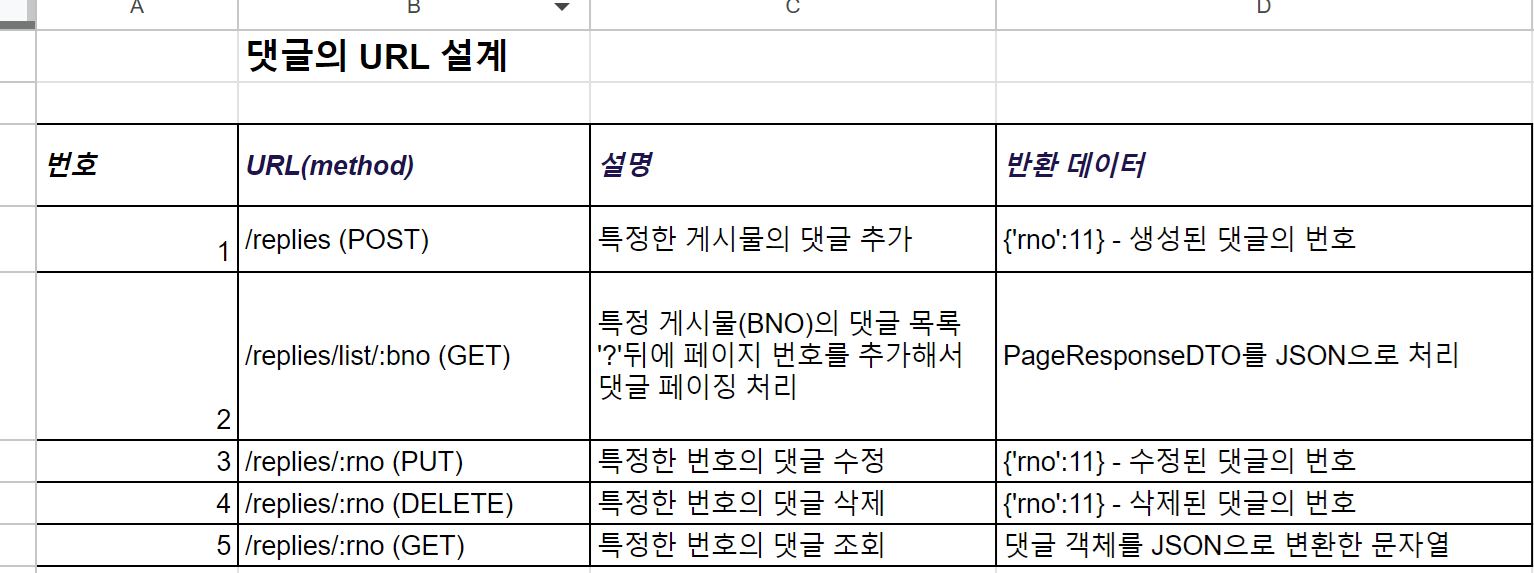 A B C D
댓글의 URL 설계
번호 URL(method) 설명 반환 데이터
1 /replies (POST) 특정한 게시물의 댓글 추가 {'rno':11} - 생성된 댓글의 번호
2 /replies/list/:bno (GET) 특정 게시물(BNO)의 댓글 목록
'?'뒤에 페이지 번호를 추가해서
댓글 페이징 처리
PageResponseDTO를 JSON으로 처리
3 /replies/:rno (PUT) 특정한 번호의 댓글 수정 {'rno':11} - 수정된 댓글의 번호
4 /replies/:rno (DELETE) 특정한 번호의 댓글 삭제 {'rno':11} - 삭제된 댓글의 번호
5 /replies/:rno (GET) 특정한 번호의 댓글 조회 댓글 객체를 JSON으로 변환한 문자열